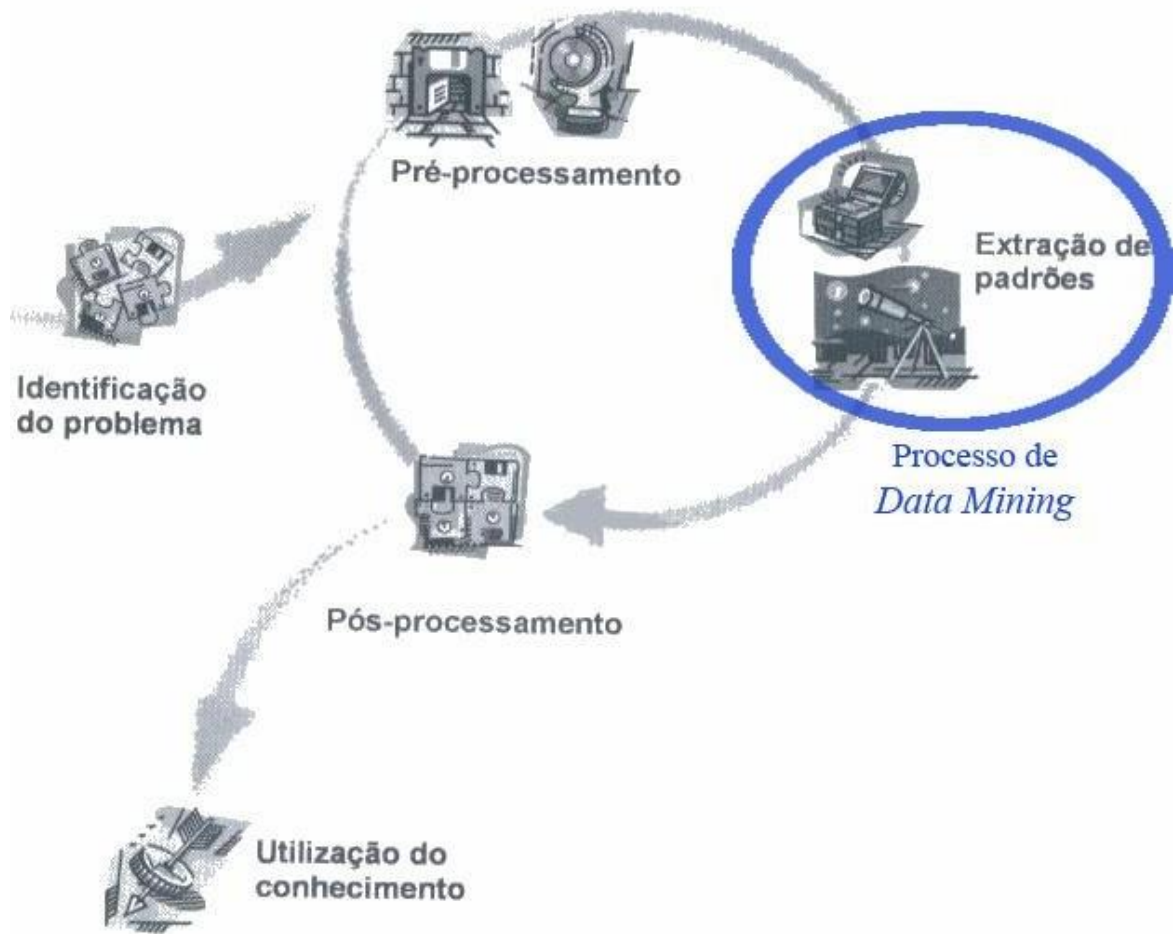 Pré-processamento
Extração de
padrões
Identificação
do problema
Processo de
Data Mining
Pós-processamento
Utilização do
conhecimento